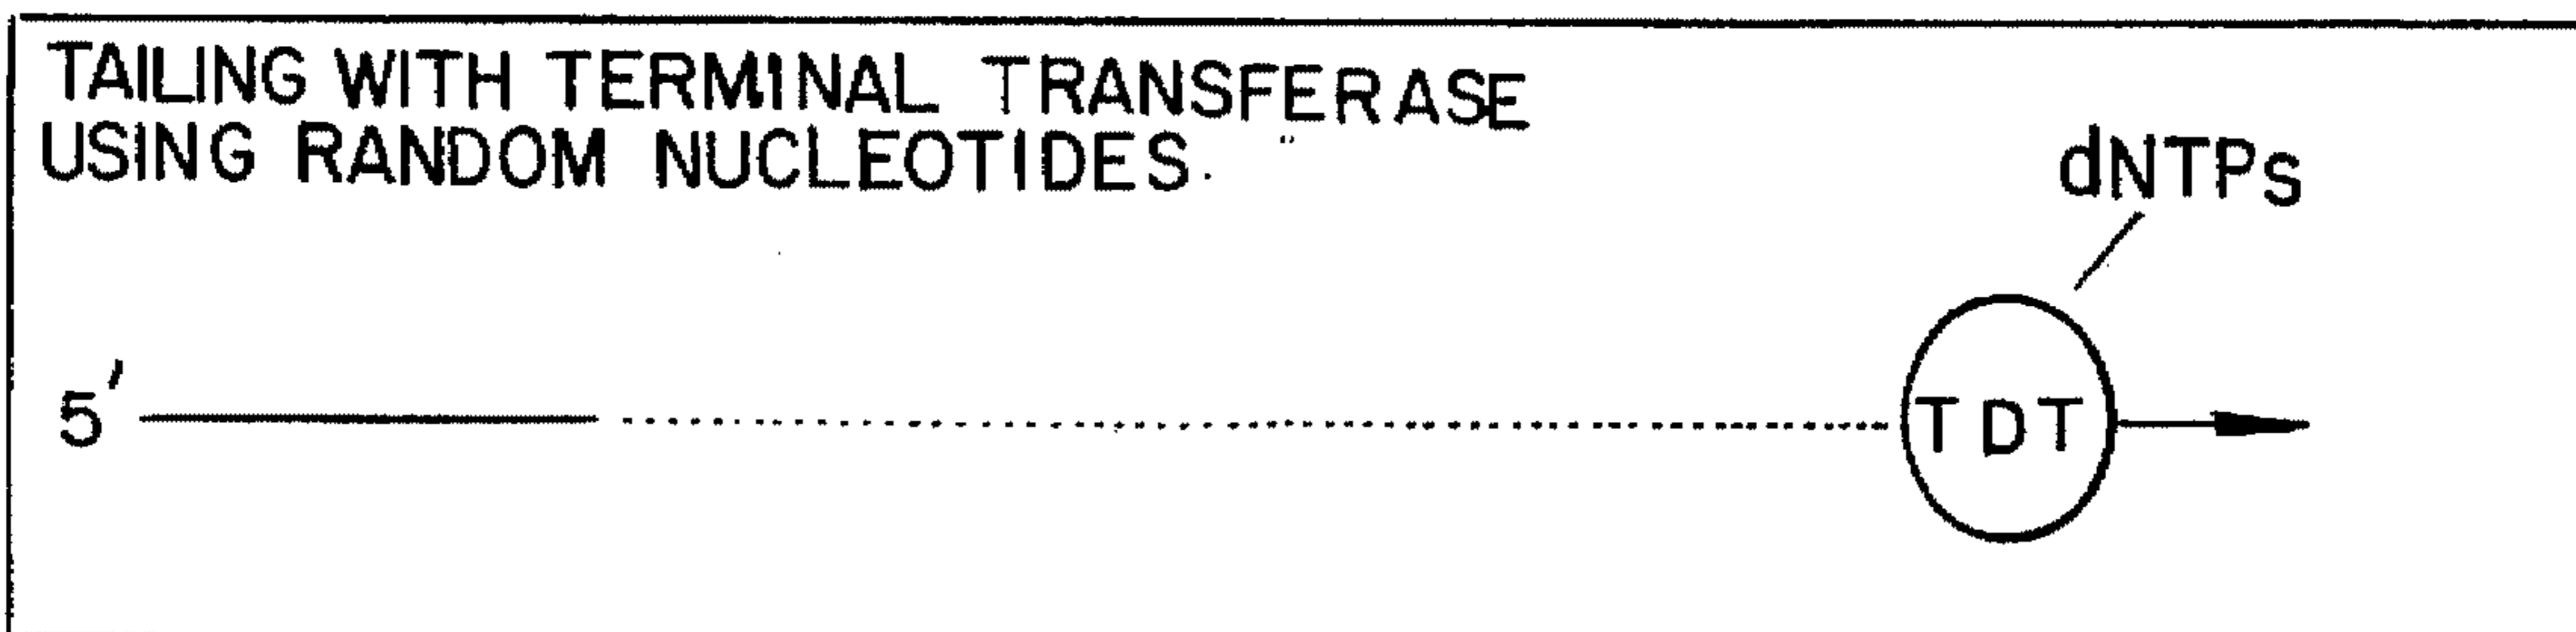 TAILING WITH TERMINAL TRANSFERASE
USING RANDOM NUCLEOTIDES.
dNTPs
5'
TDT